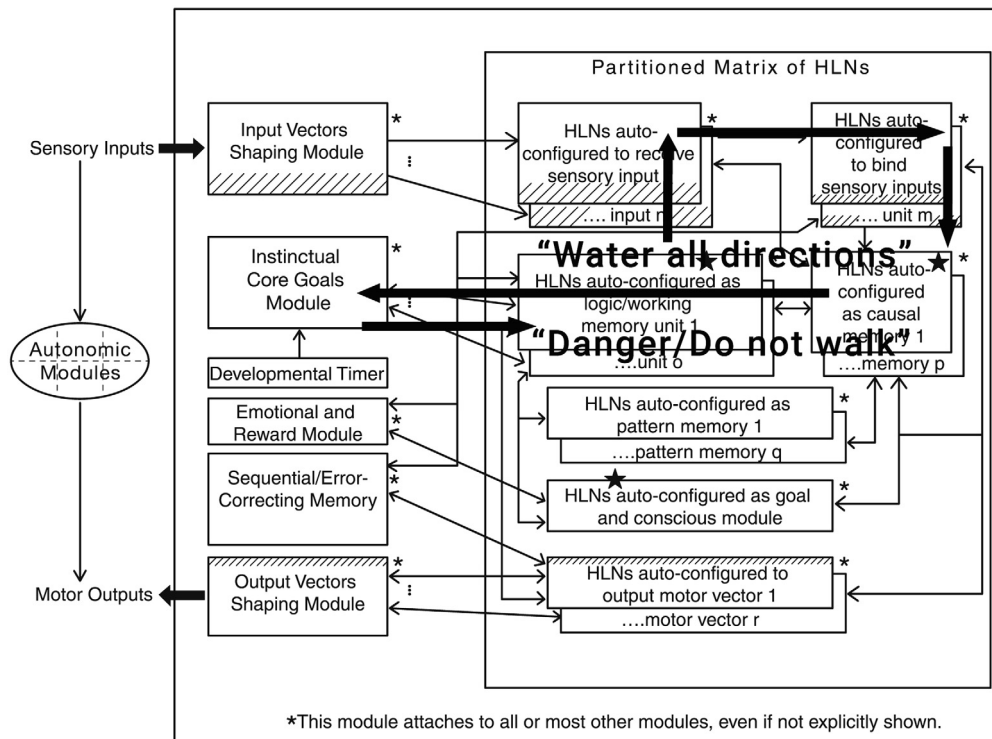 Partitioned Matrix of HLNs
Sensory Inputs
Input Vectors
Shaping Module
*
HLNs auto-
configured to receive
sensory input
*
.... input n
HLNs auto-
configured
to bind
sensory inputs
*
.... unit m
“Water all directions”
Instinctual
Core Goals
Module
*
HLNs auto-configured as
logic/working
memory unit 1
....unit o
HLNs auto-
configured
as causal
memory 1
*
....memory p
“Danger/Do not walk”
Autonomic
Modules
Developmental Timer
Emotional and
Reward Module
*
*
HLNs auto-configured as
pattern memory 1
*
....pattern memory q
Sequential/Error-
Correcting Memory
*
HLNs auto-configured as goal
and conscious module
*
Motor Outputs
Output Vectors
Shaping Module
*
HLNs auto-configured to
output motor vector 1
*
....motor vector r
*This module attaches to all or most other modules, even if not explicitly shown.